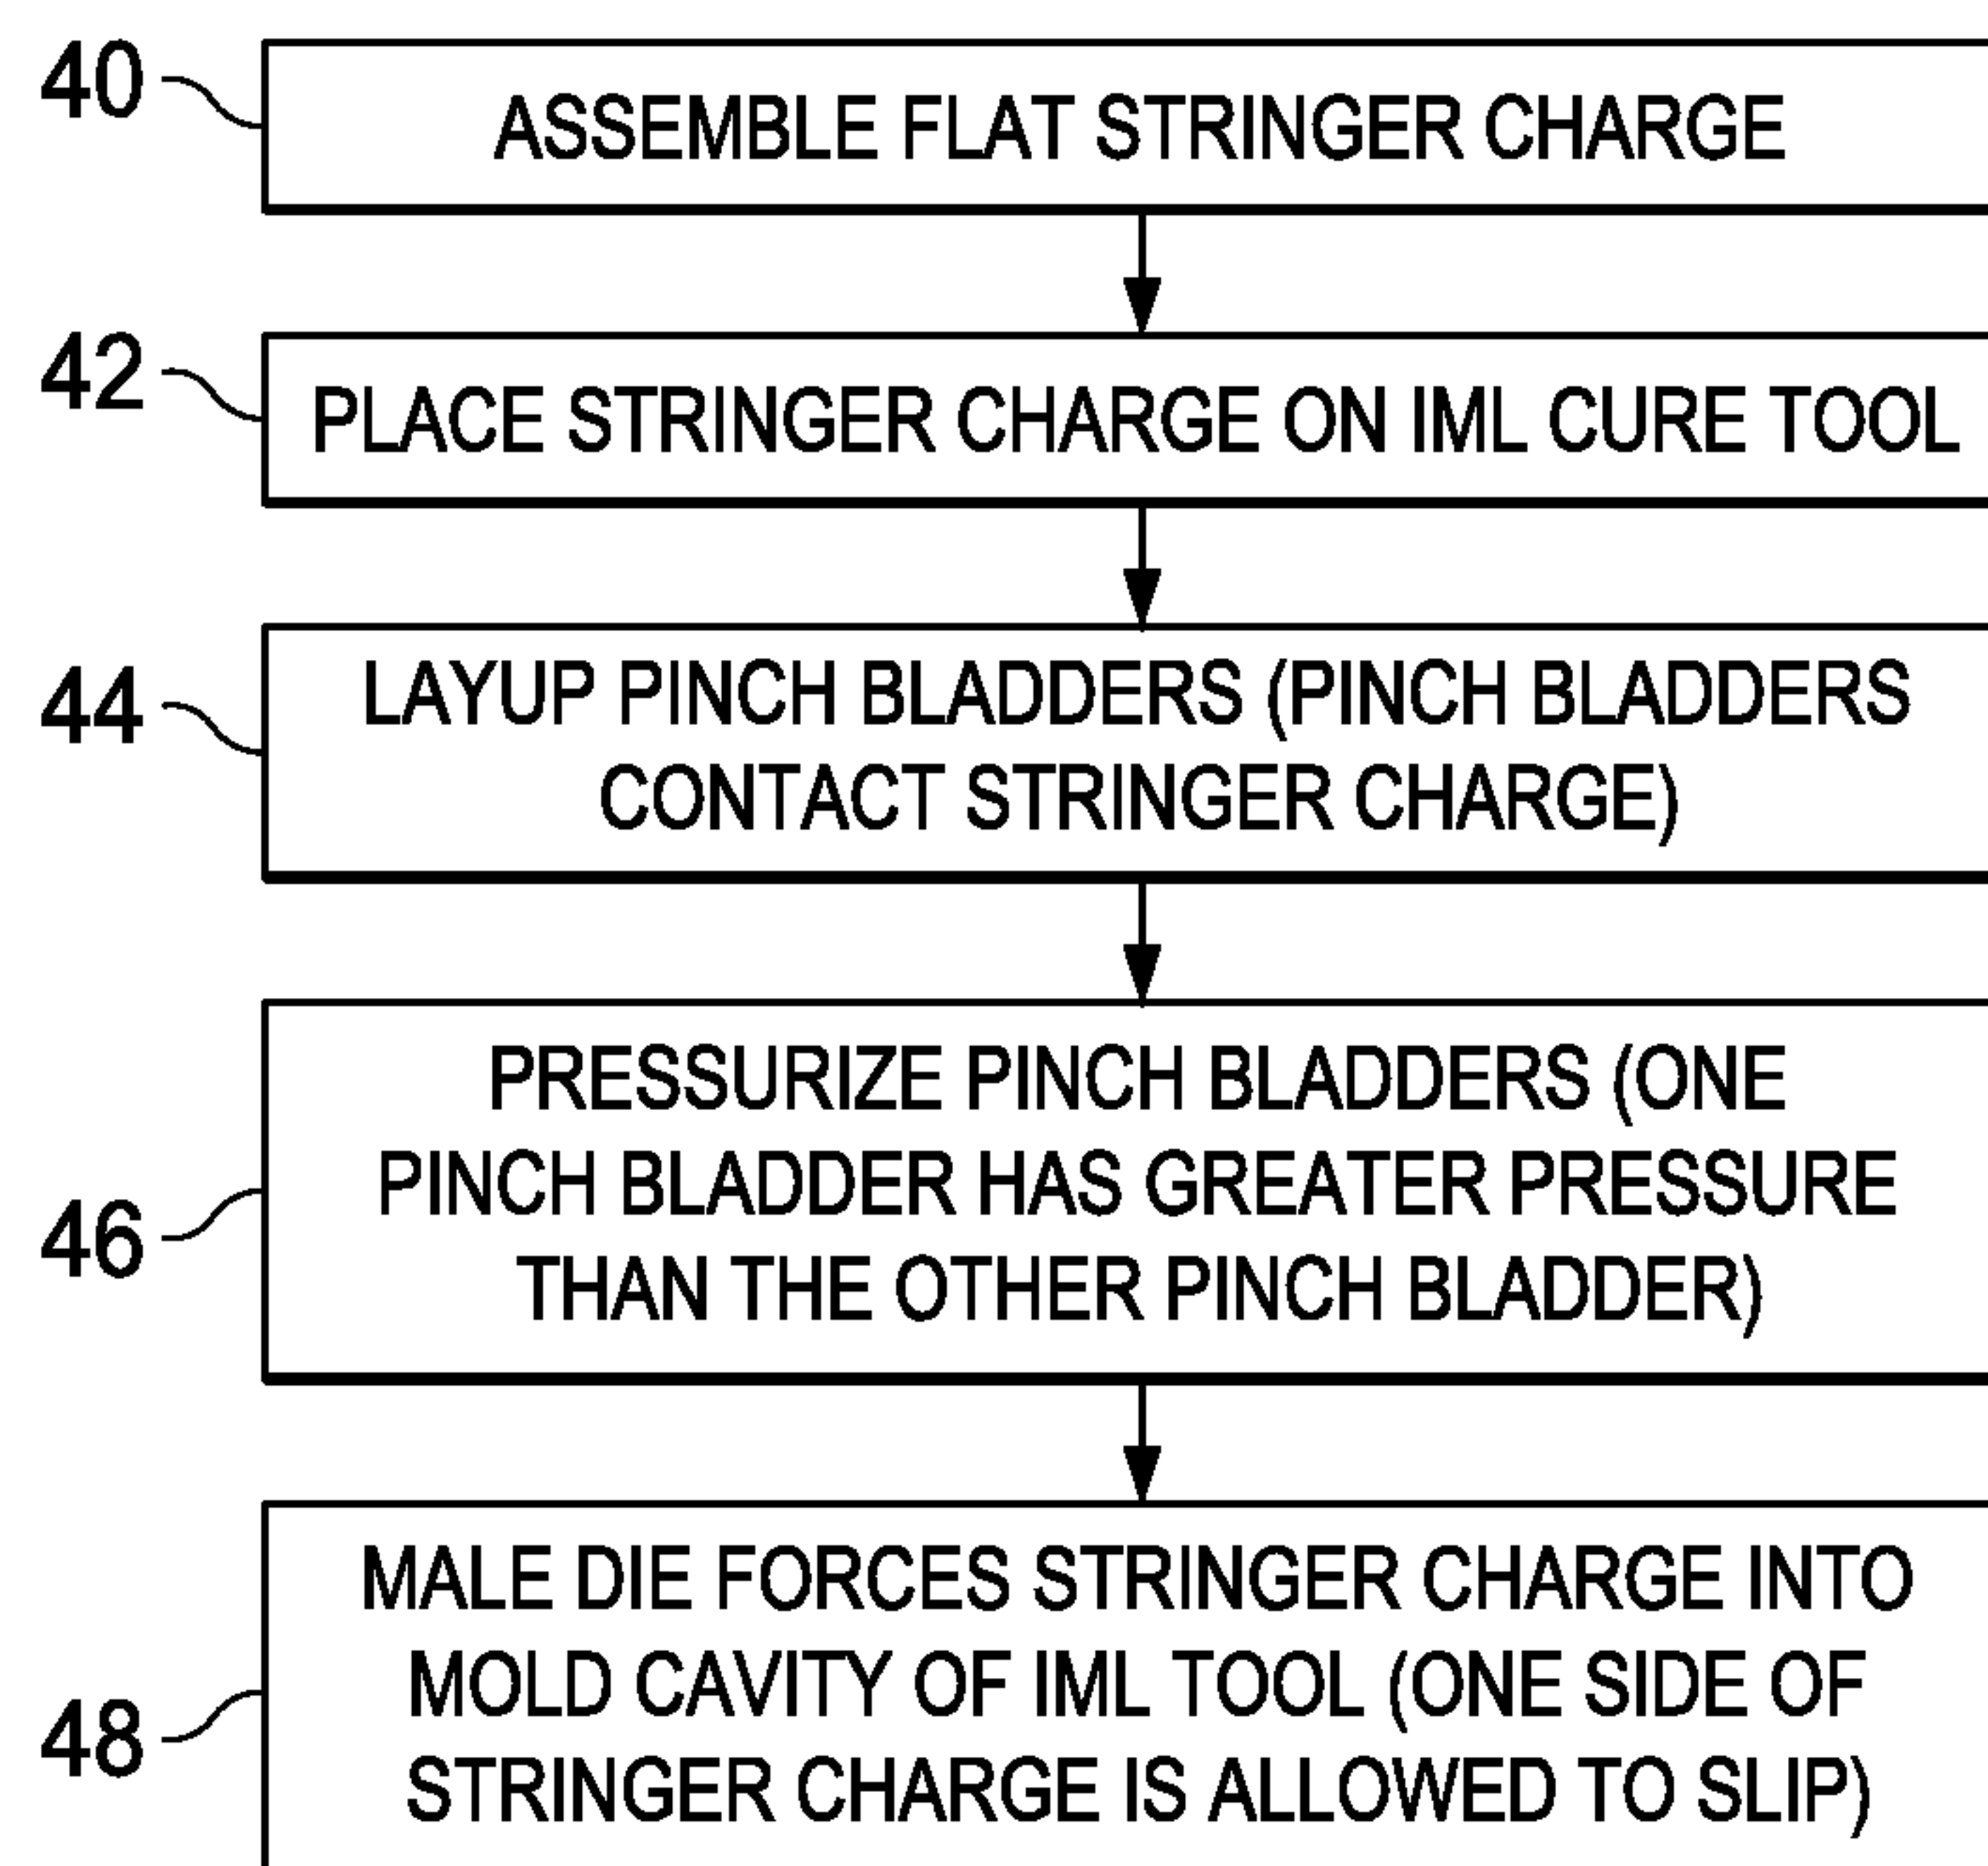 40
ASSEMBLE FLAT STRINGER CHARGE
42
PLACE STRINGER CHARGE ON IML CURE TOOL
44
LAYUP PINCH BLADDERS (PINCH BLADDERS
CONTACT STRINGER CHARGE)
46
PRESSURIZE PINCH BLADDERS (ONE
PINCH BLADDER HAS GREATER PRESSURE
THAN THE OTHER PINCH BLADDER)
48
MALE DIE FORCES STRINGER CHARGE INTO
MOLD CAVITY OF IML TOOL (ONE SIDE OF
STRINGER CHARGE IS ALLOWED TO SLIP)